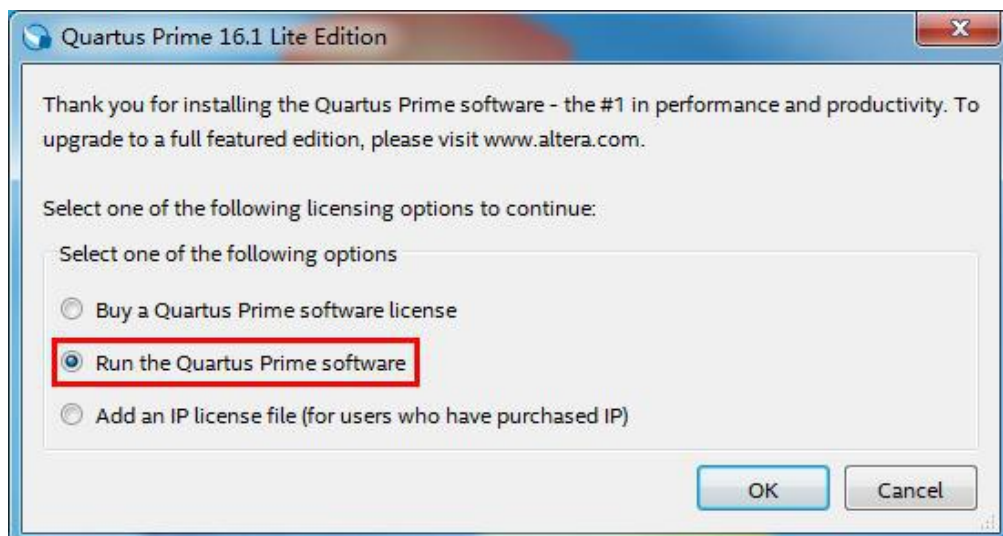 Quartus Prime 16.1 Lite Edition
Thank you for installing the Quartus Prime software - the #1 in performance and productivity. To
upgrade to a full featured edition, please visit www.altera.com.
Select one of the following licensing options to continue:
Select one of the following options
Buy a Quartus Prime software license
Run the Quartus Prime software
Add an IP license file (for users who have purchased IP)
OK
Cancel